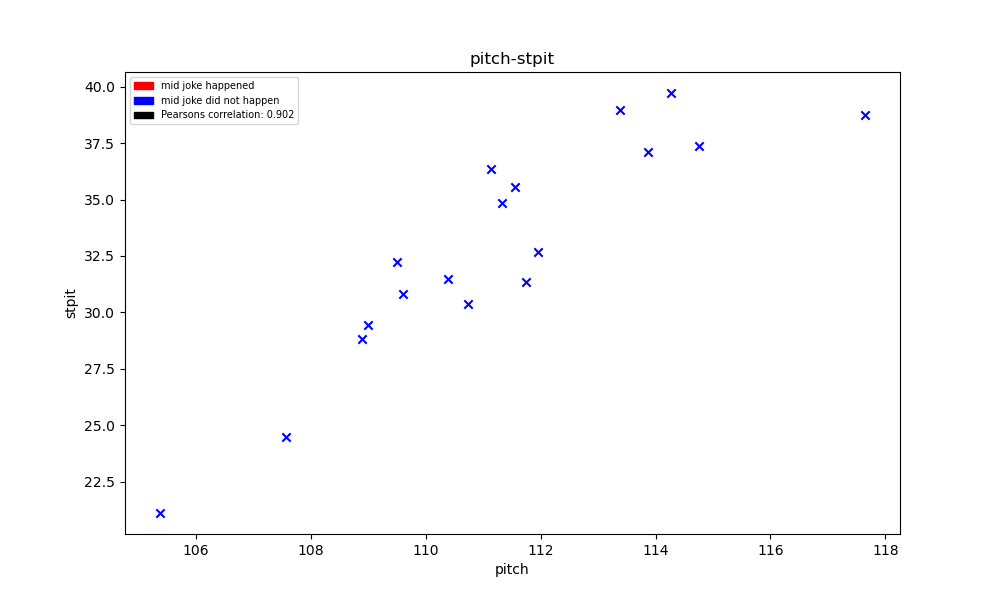 pitch-stpit
mid joke happened
mid joke did not happen
Pearsons correlation: 0.902
40.0
37.5
35.0
32.5
30.0
27.5
25.0
22.5
stpit
106
108
110
112
114
116
118
pitch